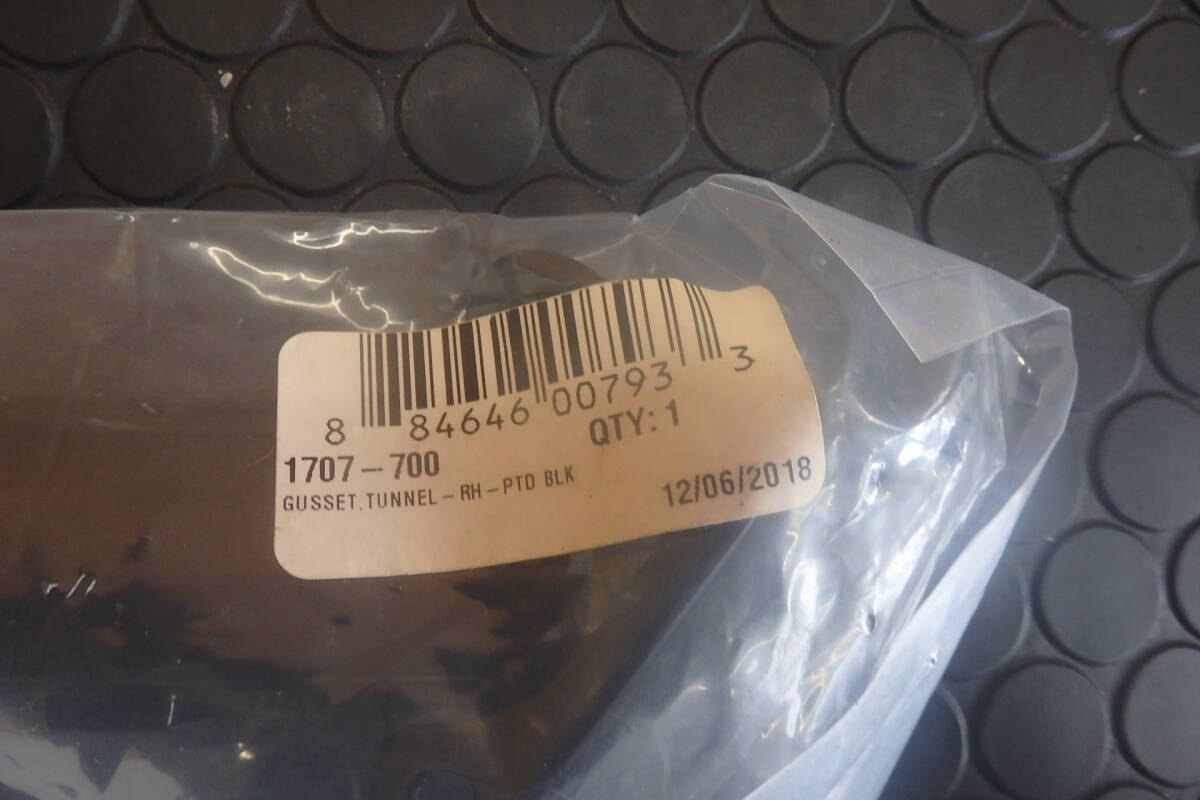 8 84646 00793 3
QTY: 1
1707-700
GUSSET,TUNNEL-RH-PTD BLK
12/06/2018